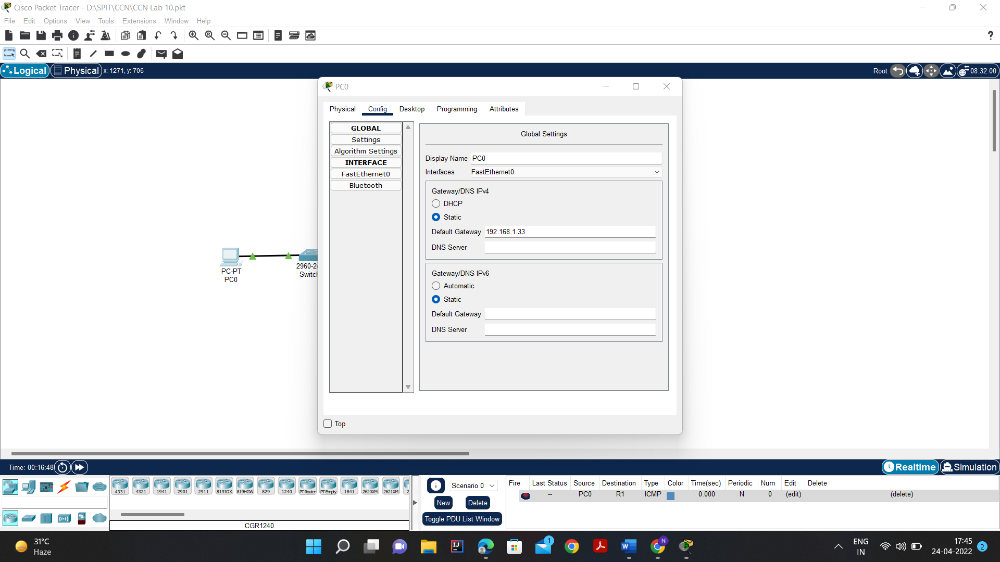 Cisco Packet Tracer - D:\SPIT\CCN\CCN Lab 10.pkt
File Edit Options View Tools Extensions Window Help
?
Logical Physical x: 1271, y: 706 Root 08:32:00
PC0
Physical Config Desktop Programming Attributes
GLOBAL
Settings
Algorithm Settings
INTERFACE
FastEthernet0
Bluetooth
Global Settings
Display Name PC0
Interfaces FastEthernet0
Gateway/DNS IPv4
DHCP
Static
Default Gateway 192.168.1.33
DNS Server
Gateway/DNS IPv6
Automatic
Static
Default Gateway
DNS Server
Top
PC-PT
PC0
2960-24
Switch
Time: 00:16:48 Realtime Simulation
4331 4321 1941 2901 2911 819IOX 819HGW 829 1240 PT-Router PT-Empty 1841 2620XM 2621XM 2
CGR1240
Scenario 0
New Delete
Toggle PDU List Window
Fire Last Status Source Destination Type Color Time(sec) Periodic Num Edit Delete
-- PC0 R1 ICMP 0.000 N 0 (edit) (delete)
31°C
Haze
1
N
ENG
IN
17:45
24-04-2022
2